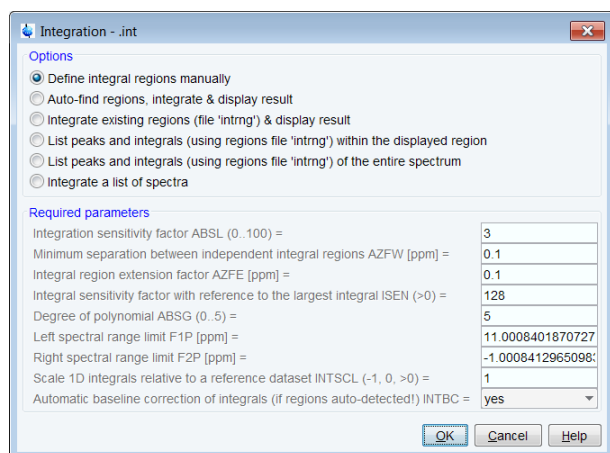 Integration - .int
Options
Define integral regions manually
Auto-find regions, integrate & display result
Integrate existing regions (file 'intrng') & display result
List peaks and integrals (using regions file 'intrng') within the displayed region
List peaks and integrals (using regions file 'intrng') of the entire spectrum
Integrate a list of spectra
Required parameters
Integration sensitivity factor ABSL (0..100) = 3
Minimum separation between independent integral regions AZFW [ppm] = 0.1
Integral region extension factor AZFE [ppm] = 0.1
Integral sensitivity factor with reference to the largest integral ISEN (>0) = 128
Degree of polynomial ABSG (0..5) = 5
Left spectral range limit F1P [ppm] = 11.0008401870727
Right spectral range limit F2P [ppm] = -1.00084129650983
Scale 1D integrals relative to a reference dataset INTSCL (-1, 0, >0) = 1
Automatic baseline correction of integrals (if regions auto-detected!) INTBC = yes
OK Cancel Help